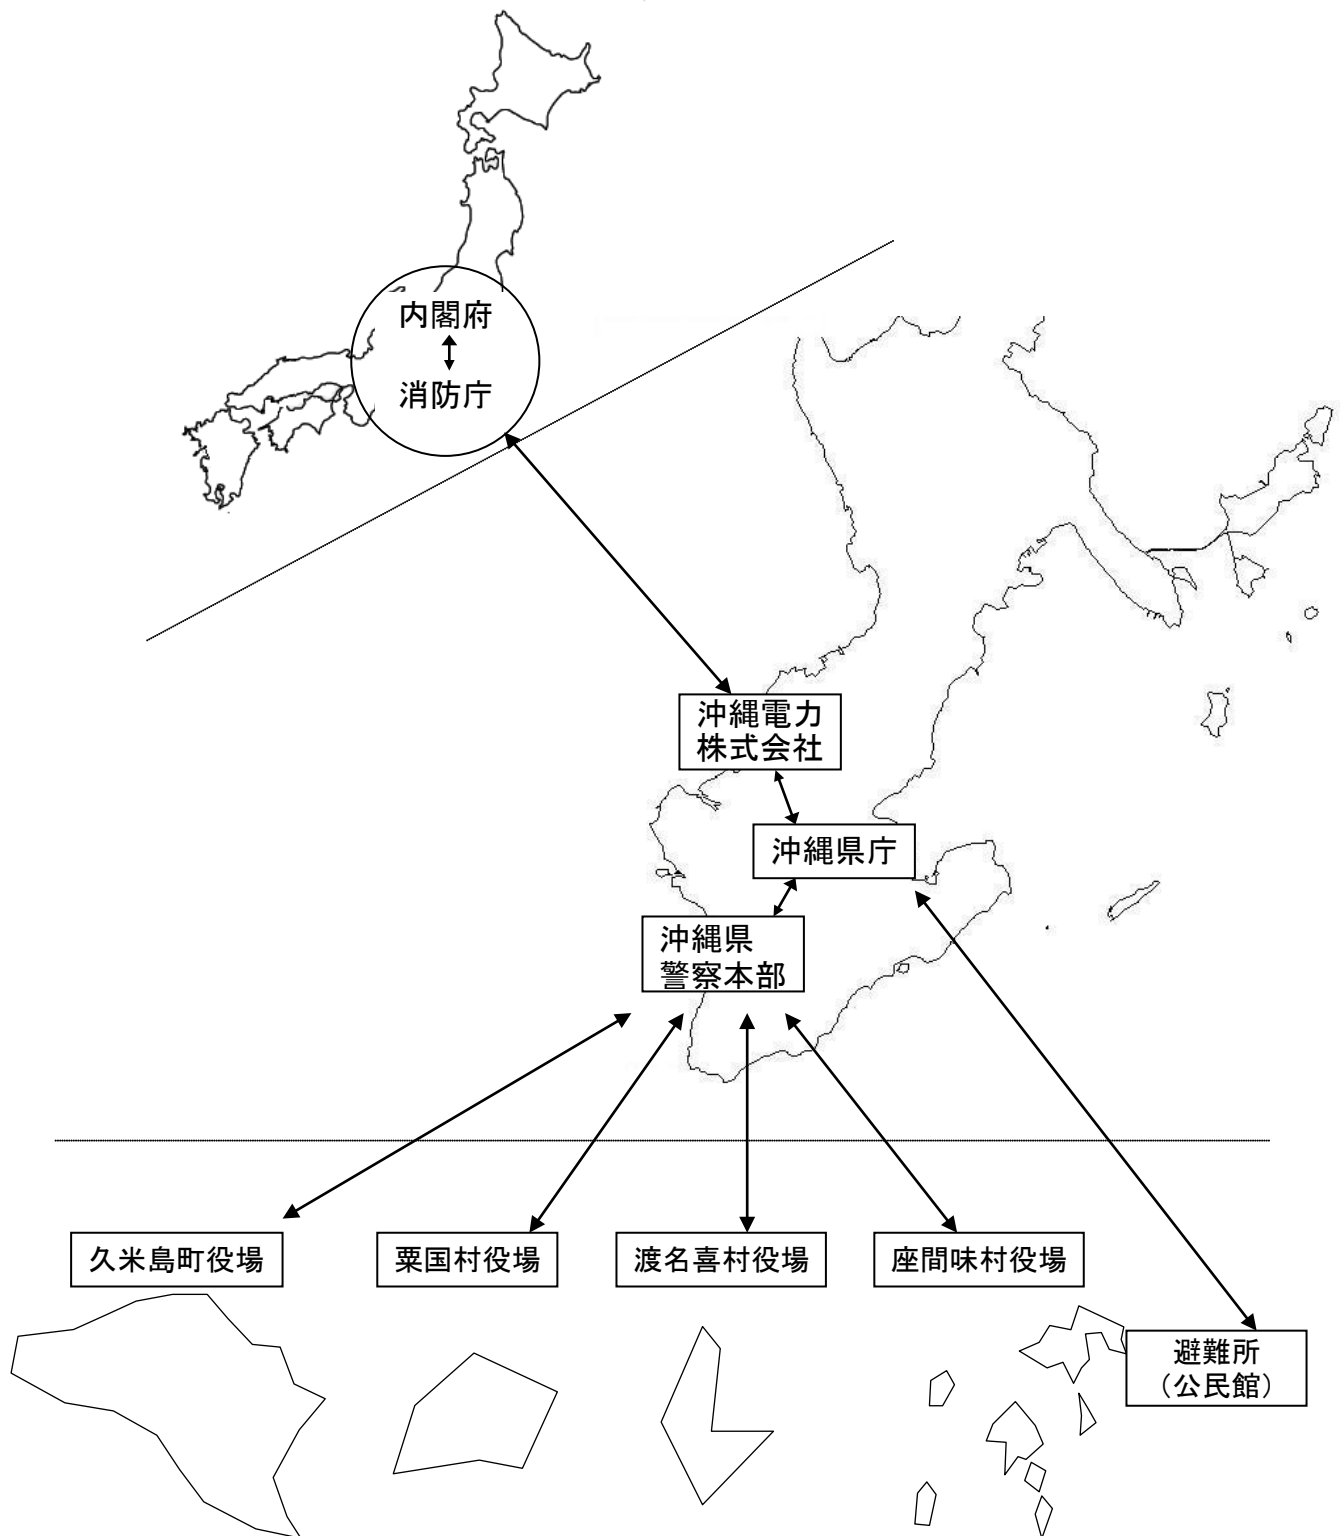 内閣府
消防庁
沖縄電力
株式会社
沖縄県庁
沖縄県
警察本部
久米島町役場
粟国村役場
渡名喜村役場
座間味村役場
避難所
（公民館）